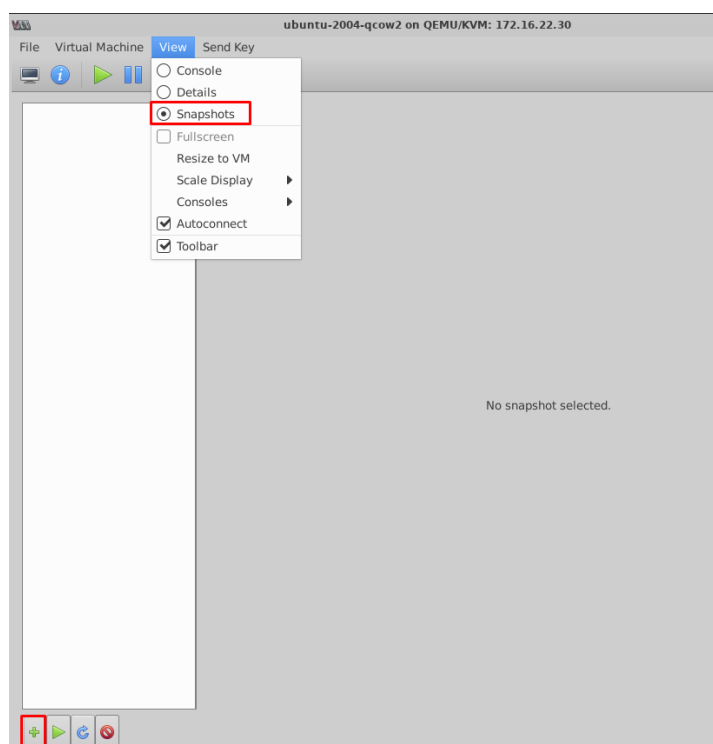 ubuntu-2004-qcow2 on QEMU/KVM: 172.16.22.30
File Virtual Machine View Send Key
Console
Details
Snapshots
Fullscreen
Resize to VM
Scale Display
Consoles
Autoconnect
Toolbar
No snapshot selected.